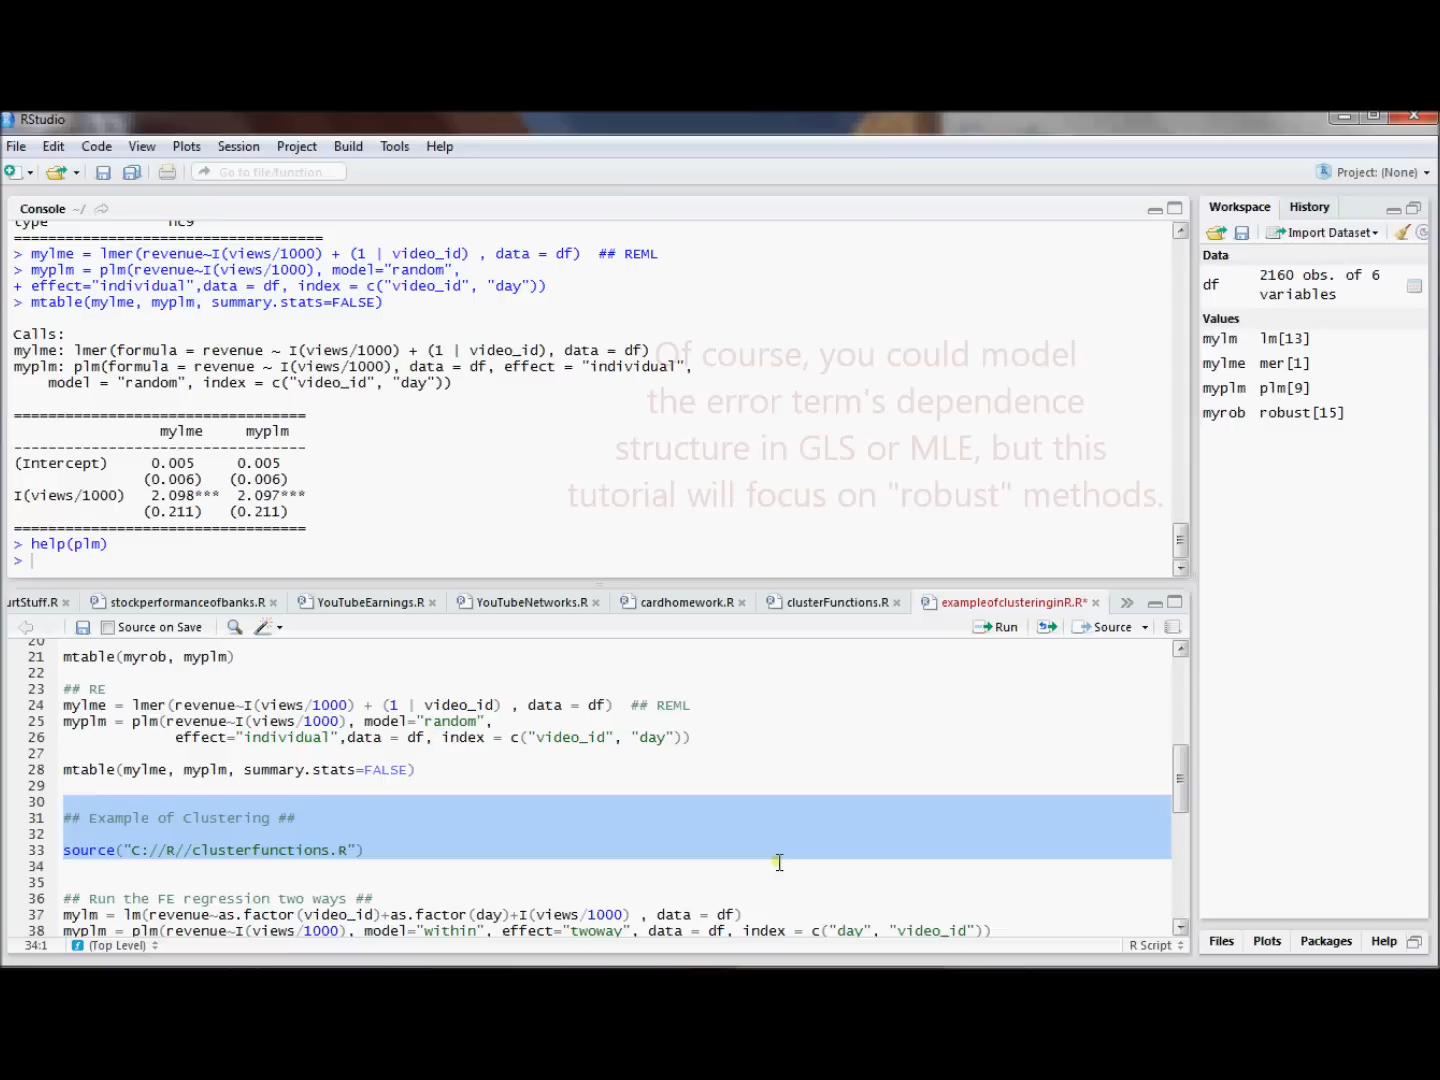 RStudio
File Edit Code View Plots Session Project Build Tools Help
Go to file/function
Project: (None)
Console ~/
Workspace History
type hc9
===================================
> mylme = lmer(revenue~I(views/1000) + (1 | video_id) , data = df)  ## REML
> myplm = plm(revenue~I(views/1000), model="random",
+ effect="individual",data = df, index = c("video_id", "day"))
> mtable(mylme, myplm, summary.stats=FALSE)
Calls:
mylme: lmer(formula = revenue ~ I(views/1000) + (1 | video_id), data = df)
myplm: plm(formula = revenue ~ I(views/1000), data = df, effect = "individual",
model = "random", index = c("video_id", "day"))
=================================
mylme myplm
---------------------------------
(Intercept) 0.005 0.005
(0.006) (0.006)
I(views/1000) 2.098*** 2.097***
(0.211) (0.211)
=================================
> help(plm)
>
Of course, you could model
the error term's dependence
structure in GLS or MLE, but this
tutorial will focus on "robust" methods.
Import Dataset
Data
df 2160 obs. of 6
variables
Values
mylm lm[13]
mylme mer[1]
myplm plm[9]
myrob robust[15]
urtStuff.R stockperformanceofbanks.R YouTubeEarnings.R YouTubeNetworks.R cardhomework.R clusterFunctions.R exampleofclusteringinR.R*
Source on Save Run Source
20
21 mtable(myrob, myplm)
22
23 ## RE
24 mylme = lmer(revenue~I(views/1000) + (1 | video_id) , data = df)  ## REML
25 myplm = plm(revenue~I(views/1000), model="random",
26 effect="individual",data = df, index = c("video_id", "day"))
27
28 mtable(mylme, myplm, summary.stats=FALSE)
29
30
31 ## Example of Clustering ##
32
33 source("C://R//clusterfunctions.R")
34
35
36 ## Run the FE regression two ways ##
37 mylm = lm(revenue~as.factor(video_id)+as.factor(day)+I(views/1000) , data = df)
38 myplm = plm(revenue~I(views/1000), model="within", effect="twoway", data = df, index = c("day", "video_id"))
34:1 (Top Level) R Script
Files Plots Packages Help